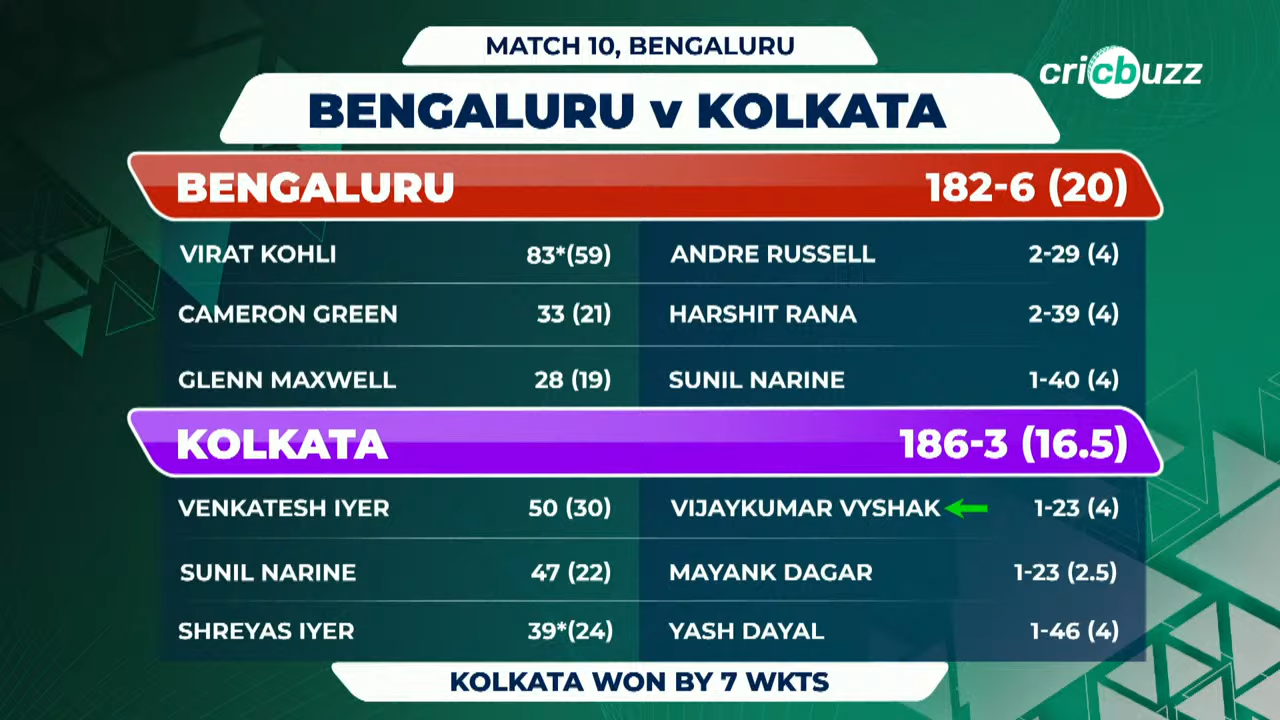 MATCH 10, BENGALURU
cricbuzz
BENGALURU v KOLKATA
BENGALURU 182-6 (20)
VIRAT KOHLI 83*(59) ANDRE RUSSELL 2-29 (4)
CAMERON GREEN 33 (21) HARSHIT RANA 2-39 (4)
GLENN MAXWELL 28 (19) SUNIL NARINE 1-40 (4)
KOLKATA 186-3 (16.5)
VENKATESH IYER 50 (30) VIJAYKUMAR VYSHAK 1-23 (4)
SUNIL NARINE 47 (22) MAYANK DAGAR 1-23 (2.5)
SHREYAS IYER 39*(24) YASH DAYAL 1-46 (4)
KOLKATA WON BY 7 WKTS